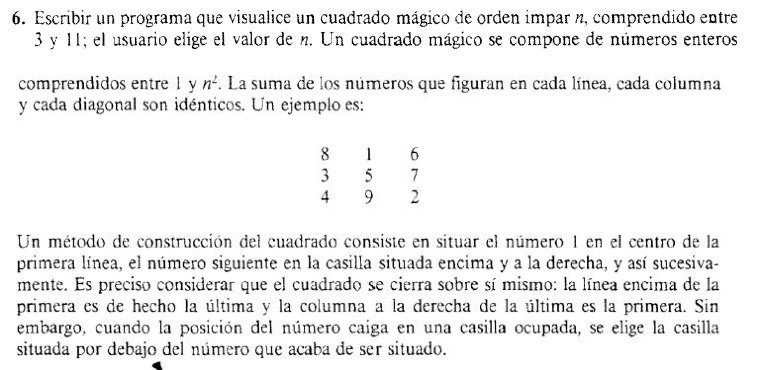 6. Escribir un programa que visualice un cuadrado mágico de orden impar n, comprendido entre
3 y 11; el usuario elige el valor de n. Un cuadrado mágico se compone de números enteros
comprendidos entre 1 y n². La suma de los números que figuran en cada línea, cada columna
y cada diagonal son idénticos. Un ejemplo es:
8 1 6
3 5 7
4 9 2
Un método de construcción del cuadrado consiste en situar el número 1 en el centro de la
primera línea, el número siguiente en la casilla situada encima y a la derecha, y así sucesiva-
mente. Es preciso considerar que el cuadrado se cierra sobre sí mismo: la línea encima de la
primera es de hecho la última y la columna a la derecha de la última es la primera. Sin
embargo, cuando la posición del número caiga en una casilla ocupada, se elige la casilla
situada por debajo del número que acaba de ser situado.